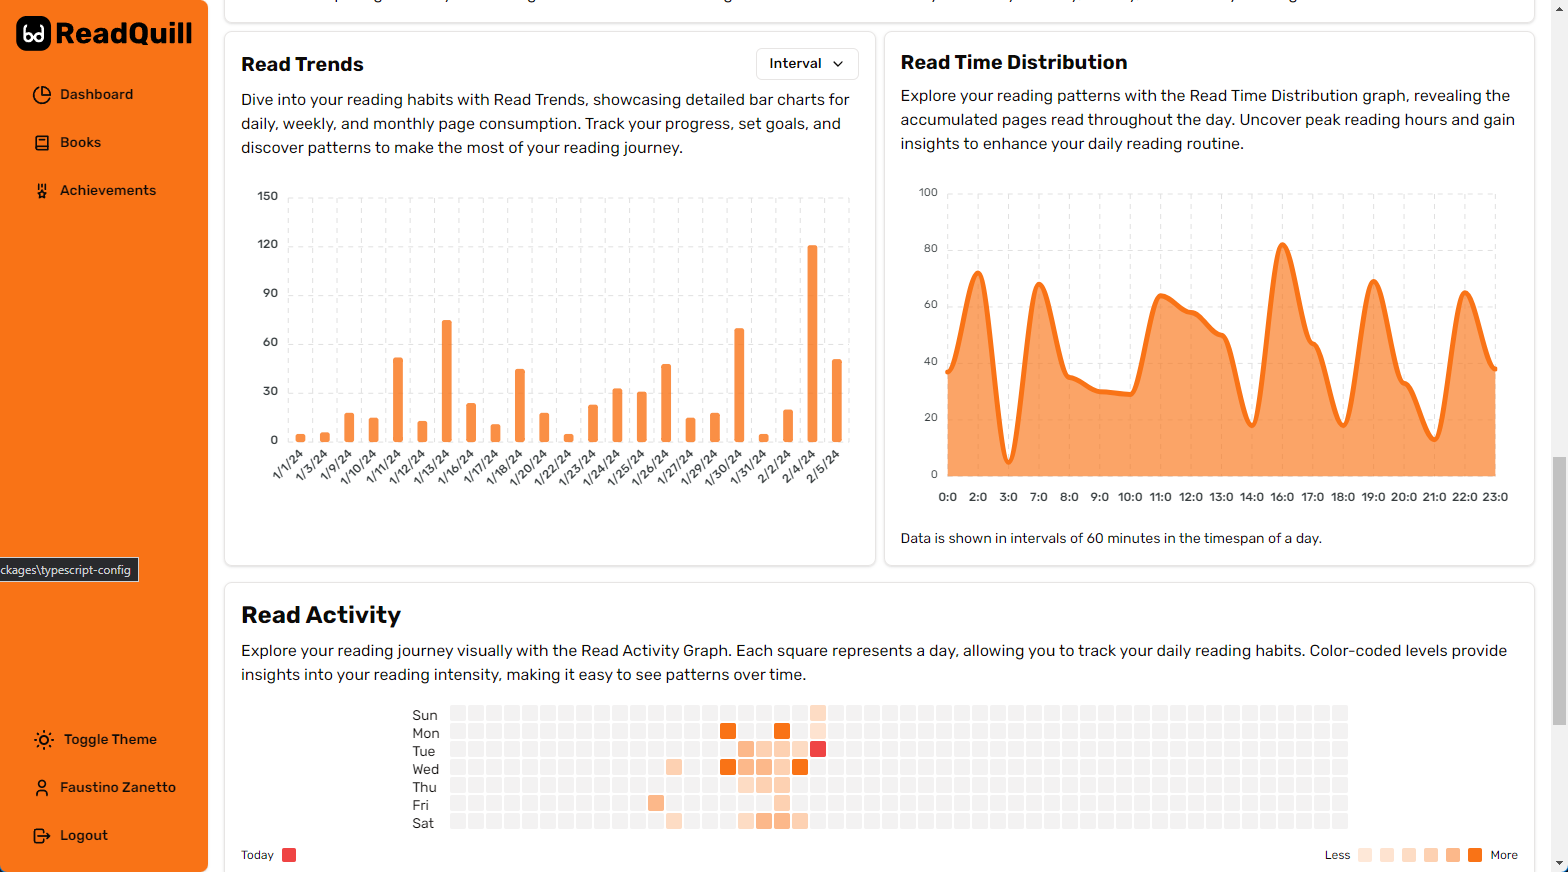 ReadQuill
Dashboard
Books
Achievements
ckages\typescript-config
Toggle Theme
Faustino Zanetto
Logout
Read Trends
Interval
Dive into your reading habits with Read Trends, showcasing detailed bar charts for
daily, weekly, and monthly page consumption. Track your progress, set goals, and
discover patterns to make the most of your reading journey.
150
120
90
60
30
0
1/1/24 1/3/24 1/9/24 1/10/24 1/11/24 1/12/24 1/13/24 1/16/24 1/17/24 1/18/24 1/20/24 1/22/24 1/23/24 1/24/24 1/25/24 1/26/24 1/27/24 1/29/24 1/30/24 1/31/24 2/2/24 2/4/24 2/5/24
Read Time Distribution
Explore your reading patterns with the Read Time Distribution graph, revealing the
accumulated pages read throughout the day. Uncover peak reading hours and gain
insights to enhance your daily reading routine.
100
80
60
40
20
0
0:0 2:0 3:0 7:0 8:0 9:0 10:0 11:0 12:0 13:0 14:0 16:0 17:0 18:0 19:0 20:0 21:0 22:0 23:0
Data is shown in intervals of 60 minutes in the timespan of a day.
Read Activity
Explore your reading journey visually with the Read Activity Graph. Each square represents a day, allowing you to track your daily reading habits. Color-coded levels provide
insights into your reading intensity, making it easy to see patterns over time.
Sun
Mon
Tue
Wed
Thu
Fri
Sat
Today
Less More